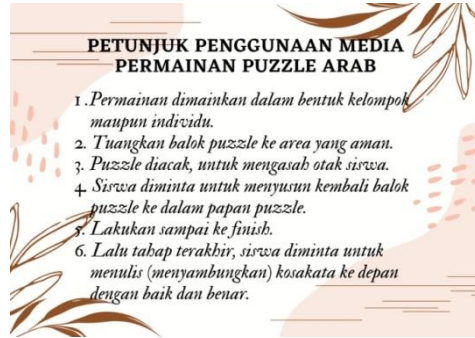 PETUNJUK PENGGUNAAN MEDIA
PERMAINAN PUZZLE ARAB
1. Permainan dimainkan dalam bentuk kelompok
maupun individu.
2. Tuangkan balok puzzle ke area yang aman.
3. Puzzle diacak, untuk mengasah otak siswa.
4. Siswa diminta untuk menyusun kembali balok
puzzle ke dalam papan puzzle.
5. Lakukan sampai ke finish.
6. Lalu tahap terakhir, siswa diminta untuk
menulis (menyambungkan) kosakata ke depan
dengan baik dan benar.